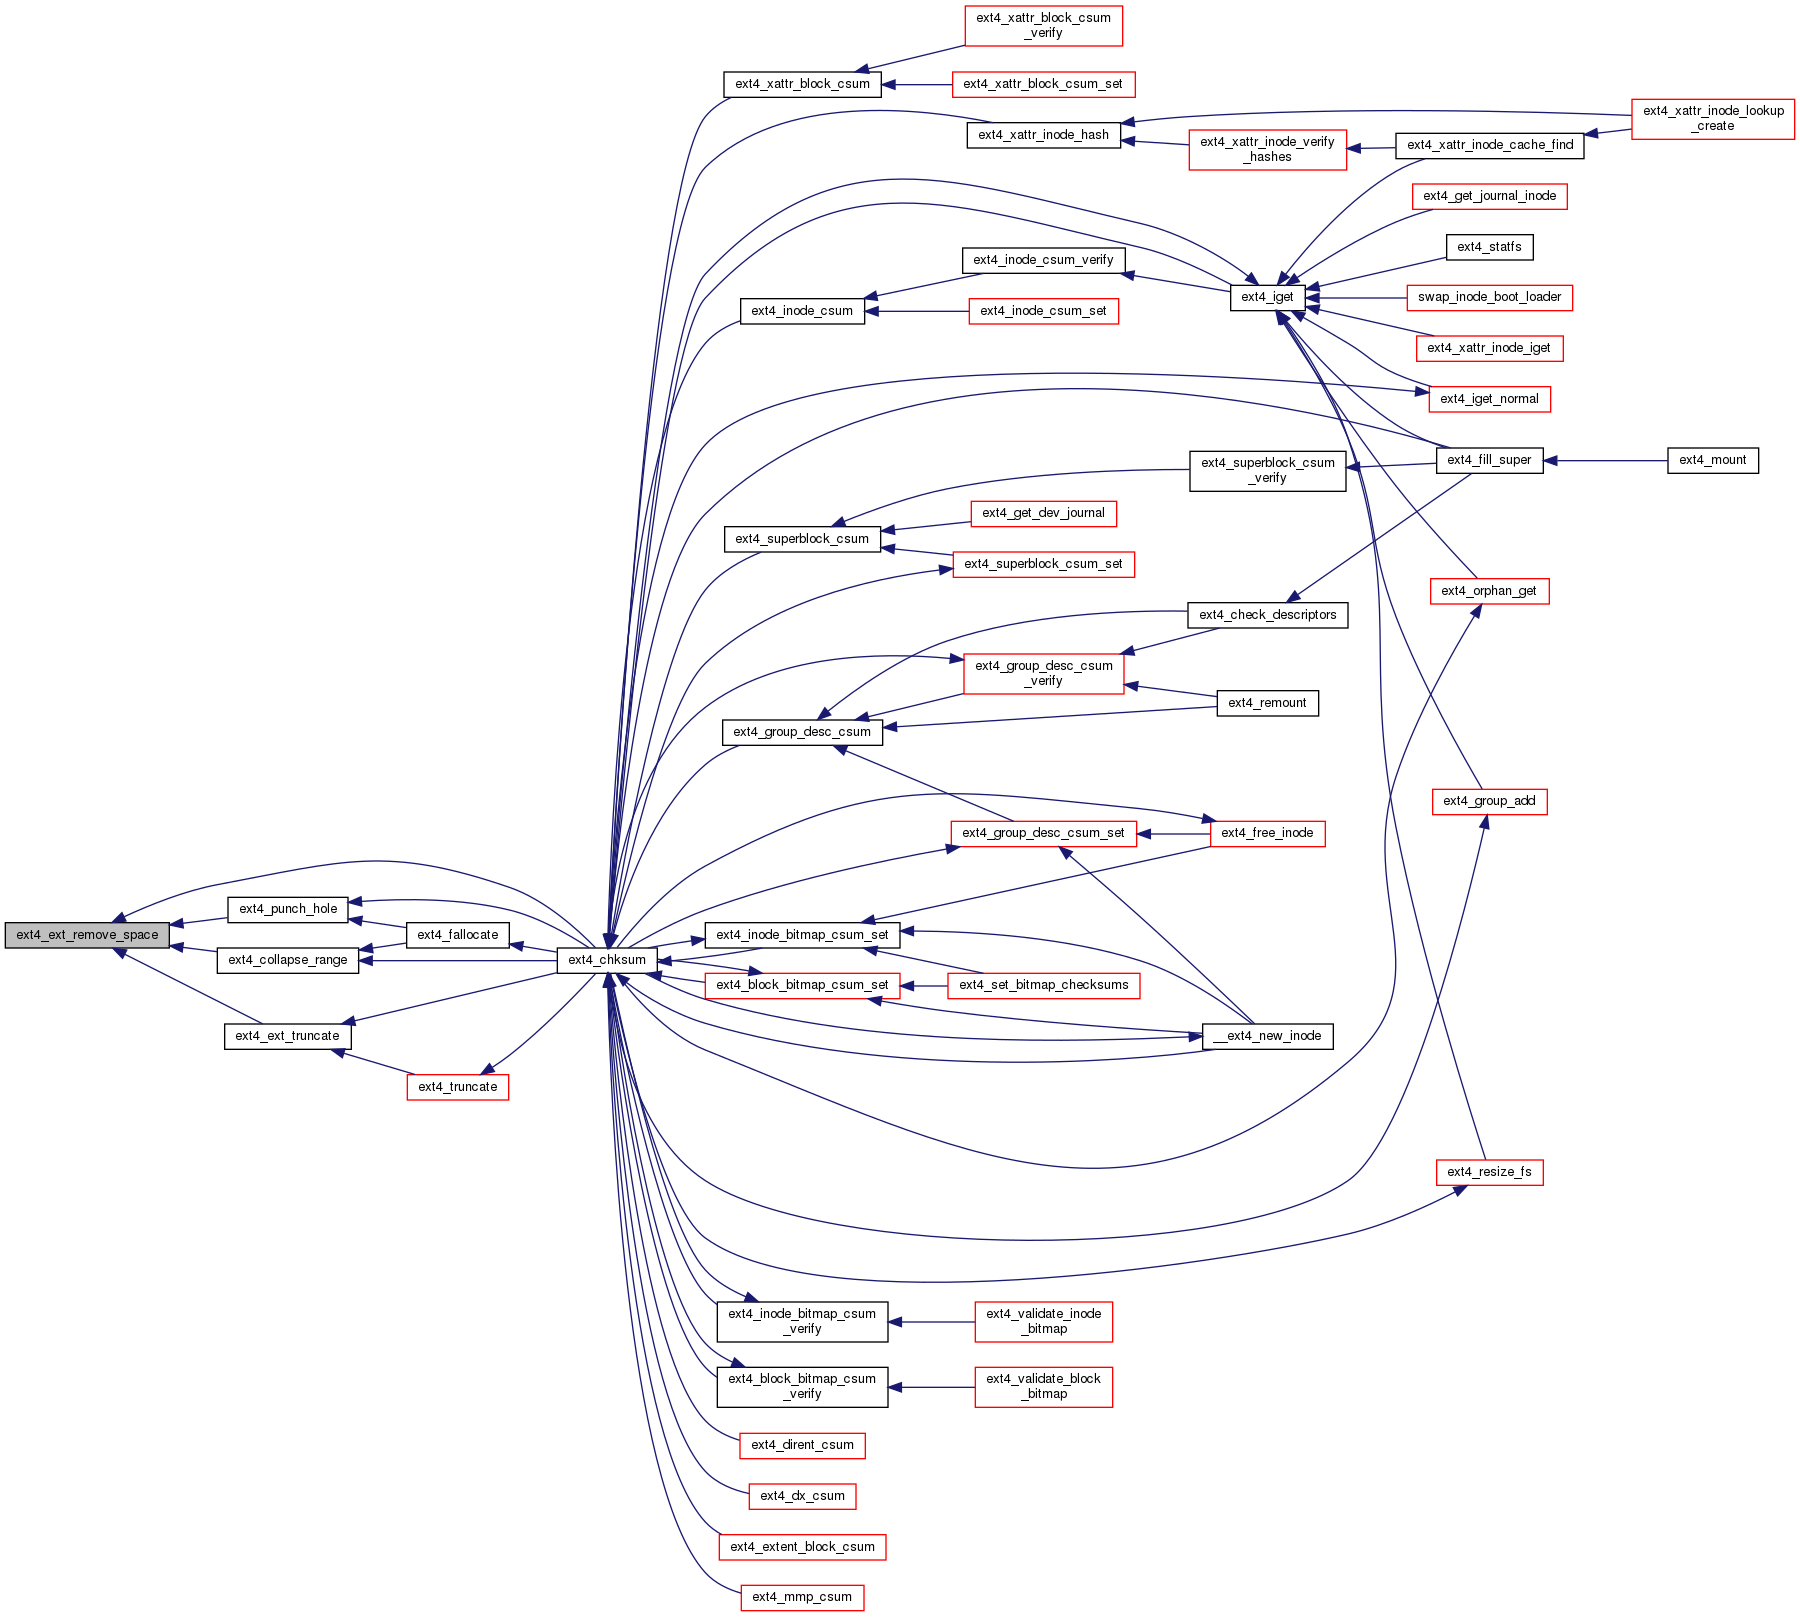 ext4_xattr_block_csum
_verify
ext4_xattr_block_csum
ext4_xattr_block_csum_set
ext4_xattr_inode_lookup
_create
ext4_xattr_inode_hash
ext4_xattr_inode_verify
_hashes
ext4_xattr_inode_cache_find
ext4_get_journal_inode
ext4_statfs
ext4_inode_csum_verify
ext4_iget
swap_inode_boot_loader
ext4_inode_csum
ext4_inode_csum_set
ext4_xattr_inode_iget
ext4_iget_normal
ext4_superblock_csum
_verify
ext4_fill_super
ext4_mount
ext4_get_dev_journal
ext4_superblock_csum
ext4_superblock_csum_set
ext4_orphan_get
ext4_check_descriptors
ext4_group_desc_csum
_verify
ext4_remount
ext4_group_desc_csum
ext4_group_add
ext4_group_desc_csum_set
ext4_free_inode
ext4_punch_hole
ext4_ext_remove_space
ext4_fallocate
ext4_inode_bitmap_csum_set
ext4_collapse_range
ext4_chksum
ext4_block_bitmap_csum_set
ext4_set_bitmap_checksums
ext4_ext_truncate
__ext4_new_inode
ext4_truncate
ext4_resize_fs
ext4_inode_bitmap_csum
_verify
ext4_validate_inode
_bitmap
ext4_block_bitmap_csum
_verify
ext4_validate_block
_bitmap
ext4_dirent_csum
ext4_dx_csum
ext4_extent_block_csum
ext4_mmp_csum